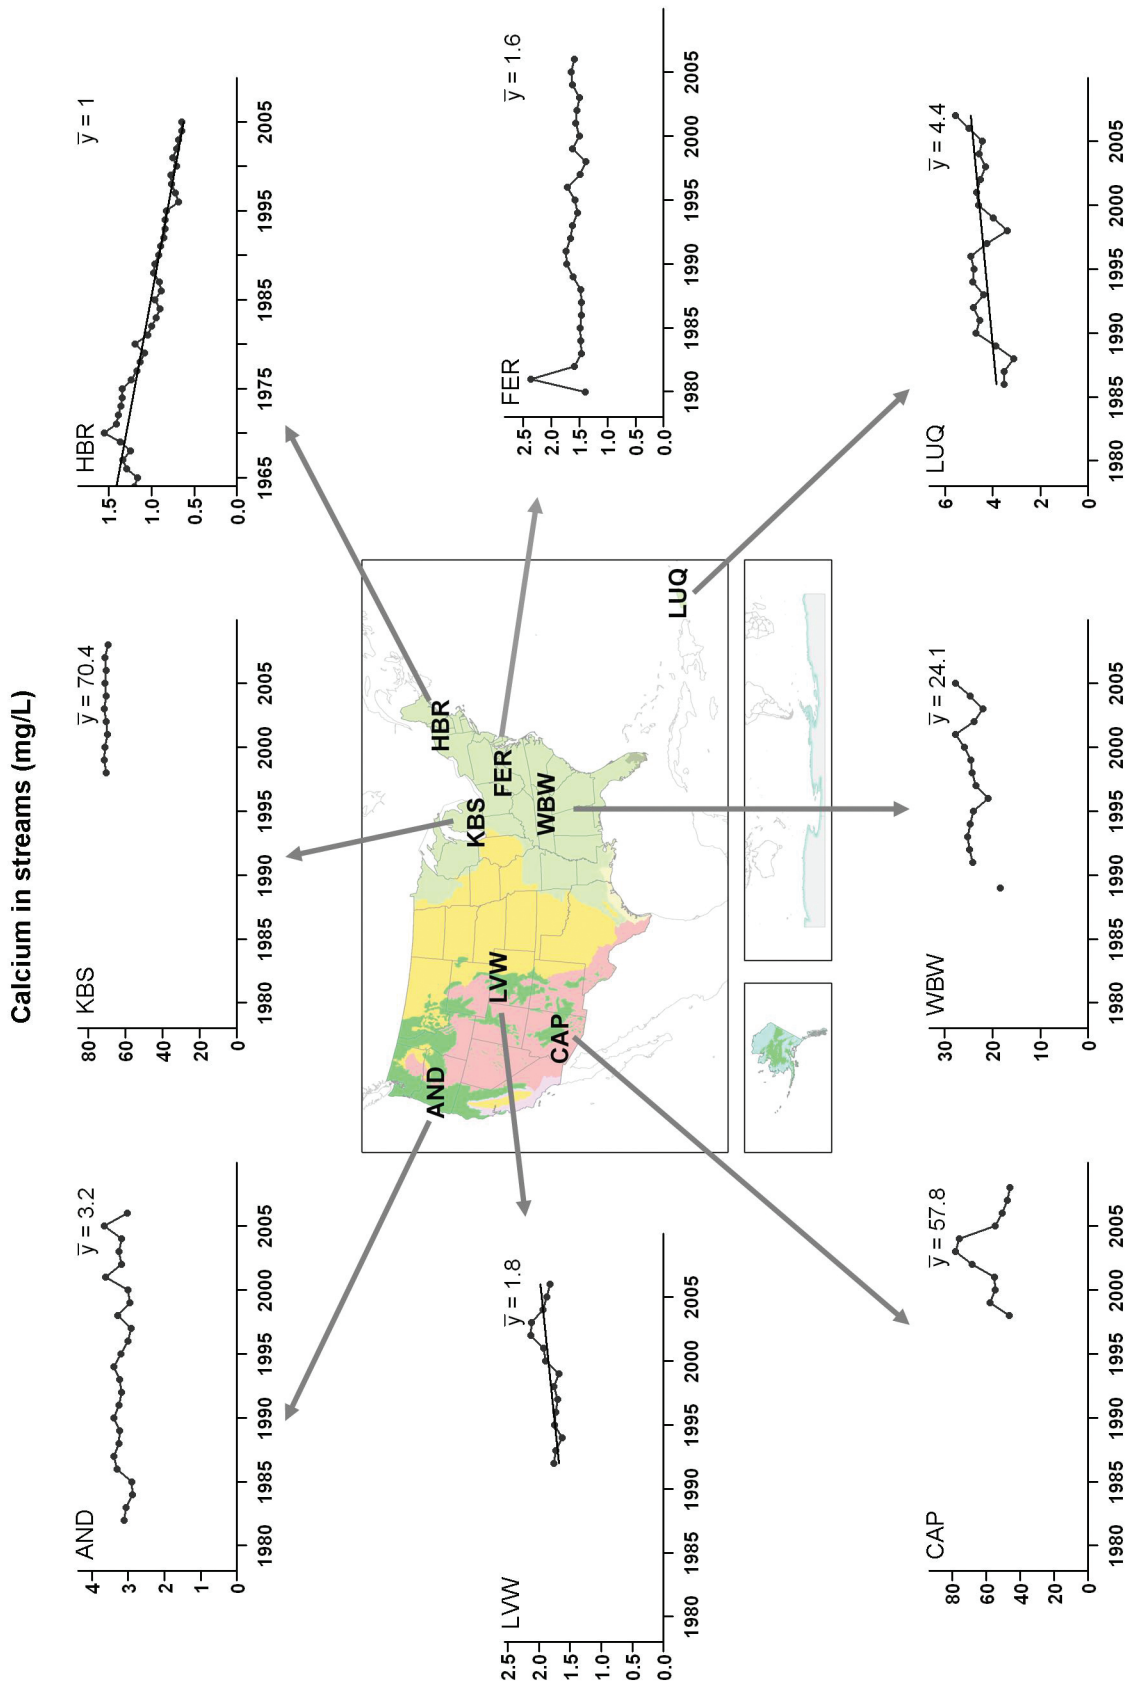 Calcium in streams (mg/L)
AND
y = 3.2
4
3
2
1
0
1980 1985 1990 1995 2000 2005
KBS
y = 70.4
80
60
40
20
0
1980 1985 1990 1995 2000 2005
HBR
y = 1
1.5
1.0
0.5
0.0
1965 1975 1985 1995 2005
LVW
y = 1.8
2.5
2.0
1.5
1.0
0.5
0.0
1980 1985 1990 1995 2000 2005
AND
LVW
CAP
KBS
HBR
FER
WBW
LUQ
FER
y = 1.6
2.5
2.0
1.5
1.0
0.5
0.0
1980 1985 1990 1995 2000 2005
CAP
y = 57.8
80
60
40
20
0
1980 1985 1990 1995 2000 2005
WBW
y = 24.1
30
20
10
0
1980 1985 1990 1995 2000 2005
LUQ
y = 4.4
6
4
2
0
1980 1985 1990 1995 2000 2005